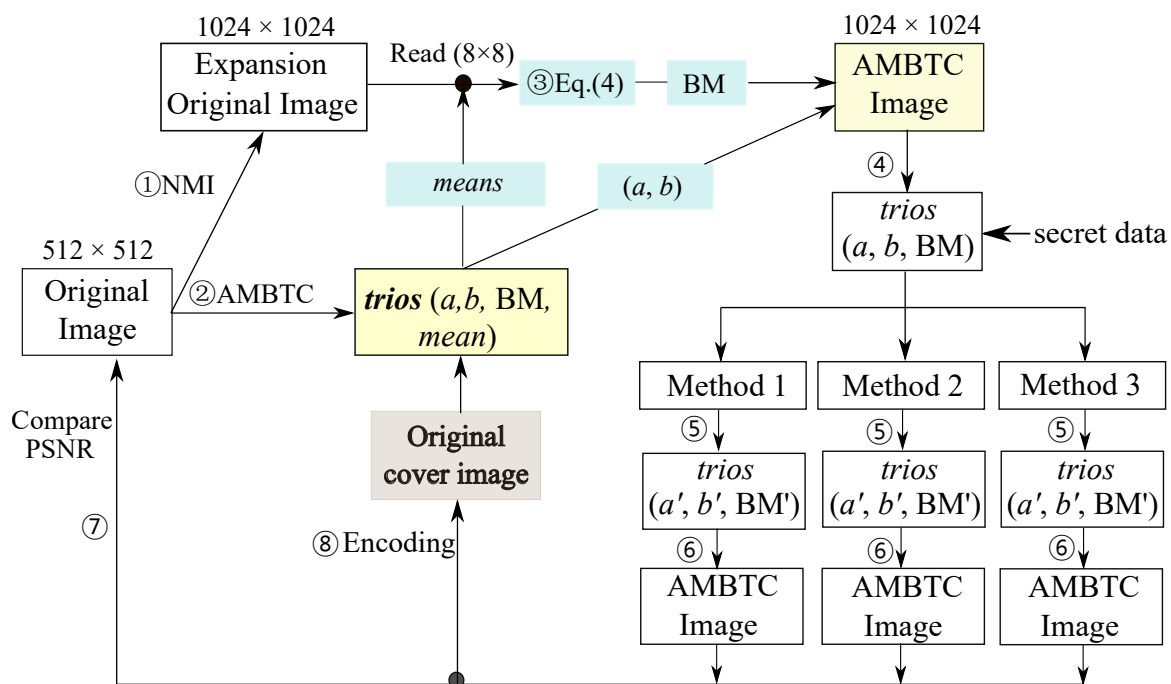 1024 × 1024
Expansion
Original Image
Read (8×8)
③Eq.(4)
BM
1024 × 1024
AMBTC
Image
①NMI
means
(a, b)
④
trios
(a, b, BM)
secret data
512 × 512
Original
Image
②AMBTC
trios (a,b, BM,
mean)
Method 1
Method 2
Method 3
Compare
PSNR
Original
cover image
⑤
⑤
⑤
trios
(a', b', BM')
trios
(a', b', BM')
trios
(a', b', BM')
⑦
⑧Encoding
⑥
⑥
⑥
AMBTC
Image
AMBTC
Image
AMBTC
Image